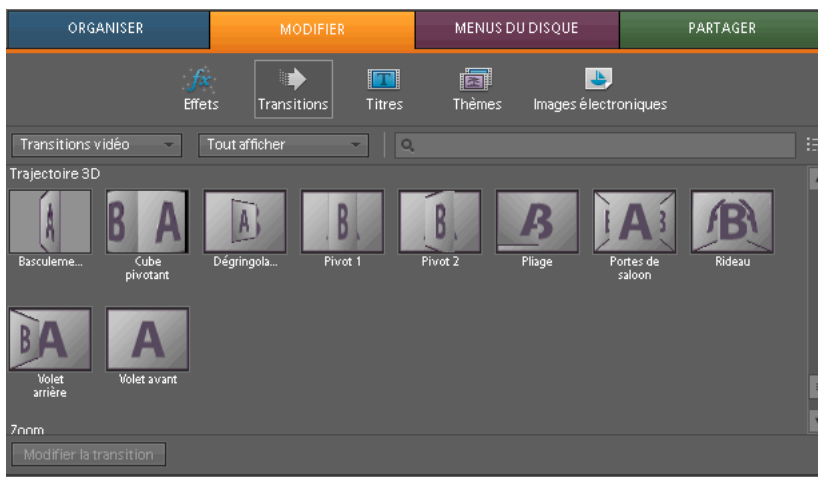 ORGANISER MODIFIER MENUS DU DISQUE PARTAGER
Effets Transitions Titres Thèmes Images électroniques
Transitions vidéo Tout afficher
Trajectoire 3D
Basculeme... Cube pivotant Dégringola... Pivot 1 Pivot 2 Pliage Portes de saloon Rideau
Volet arrière Volet avant
Zoom
Modifier la transition